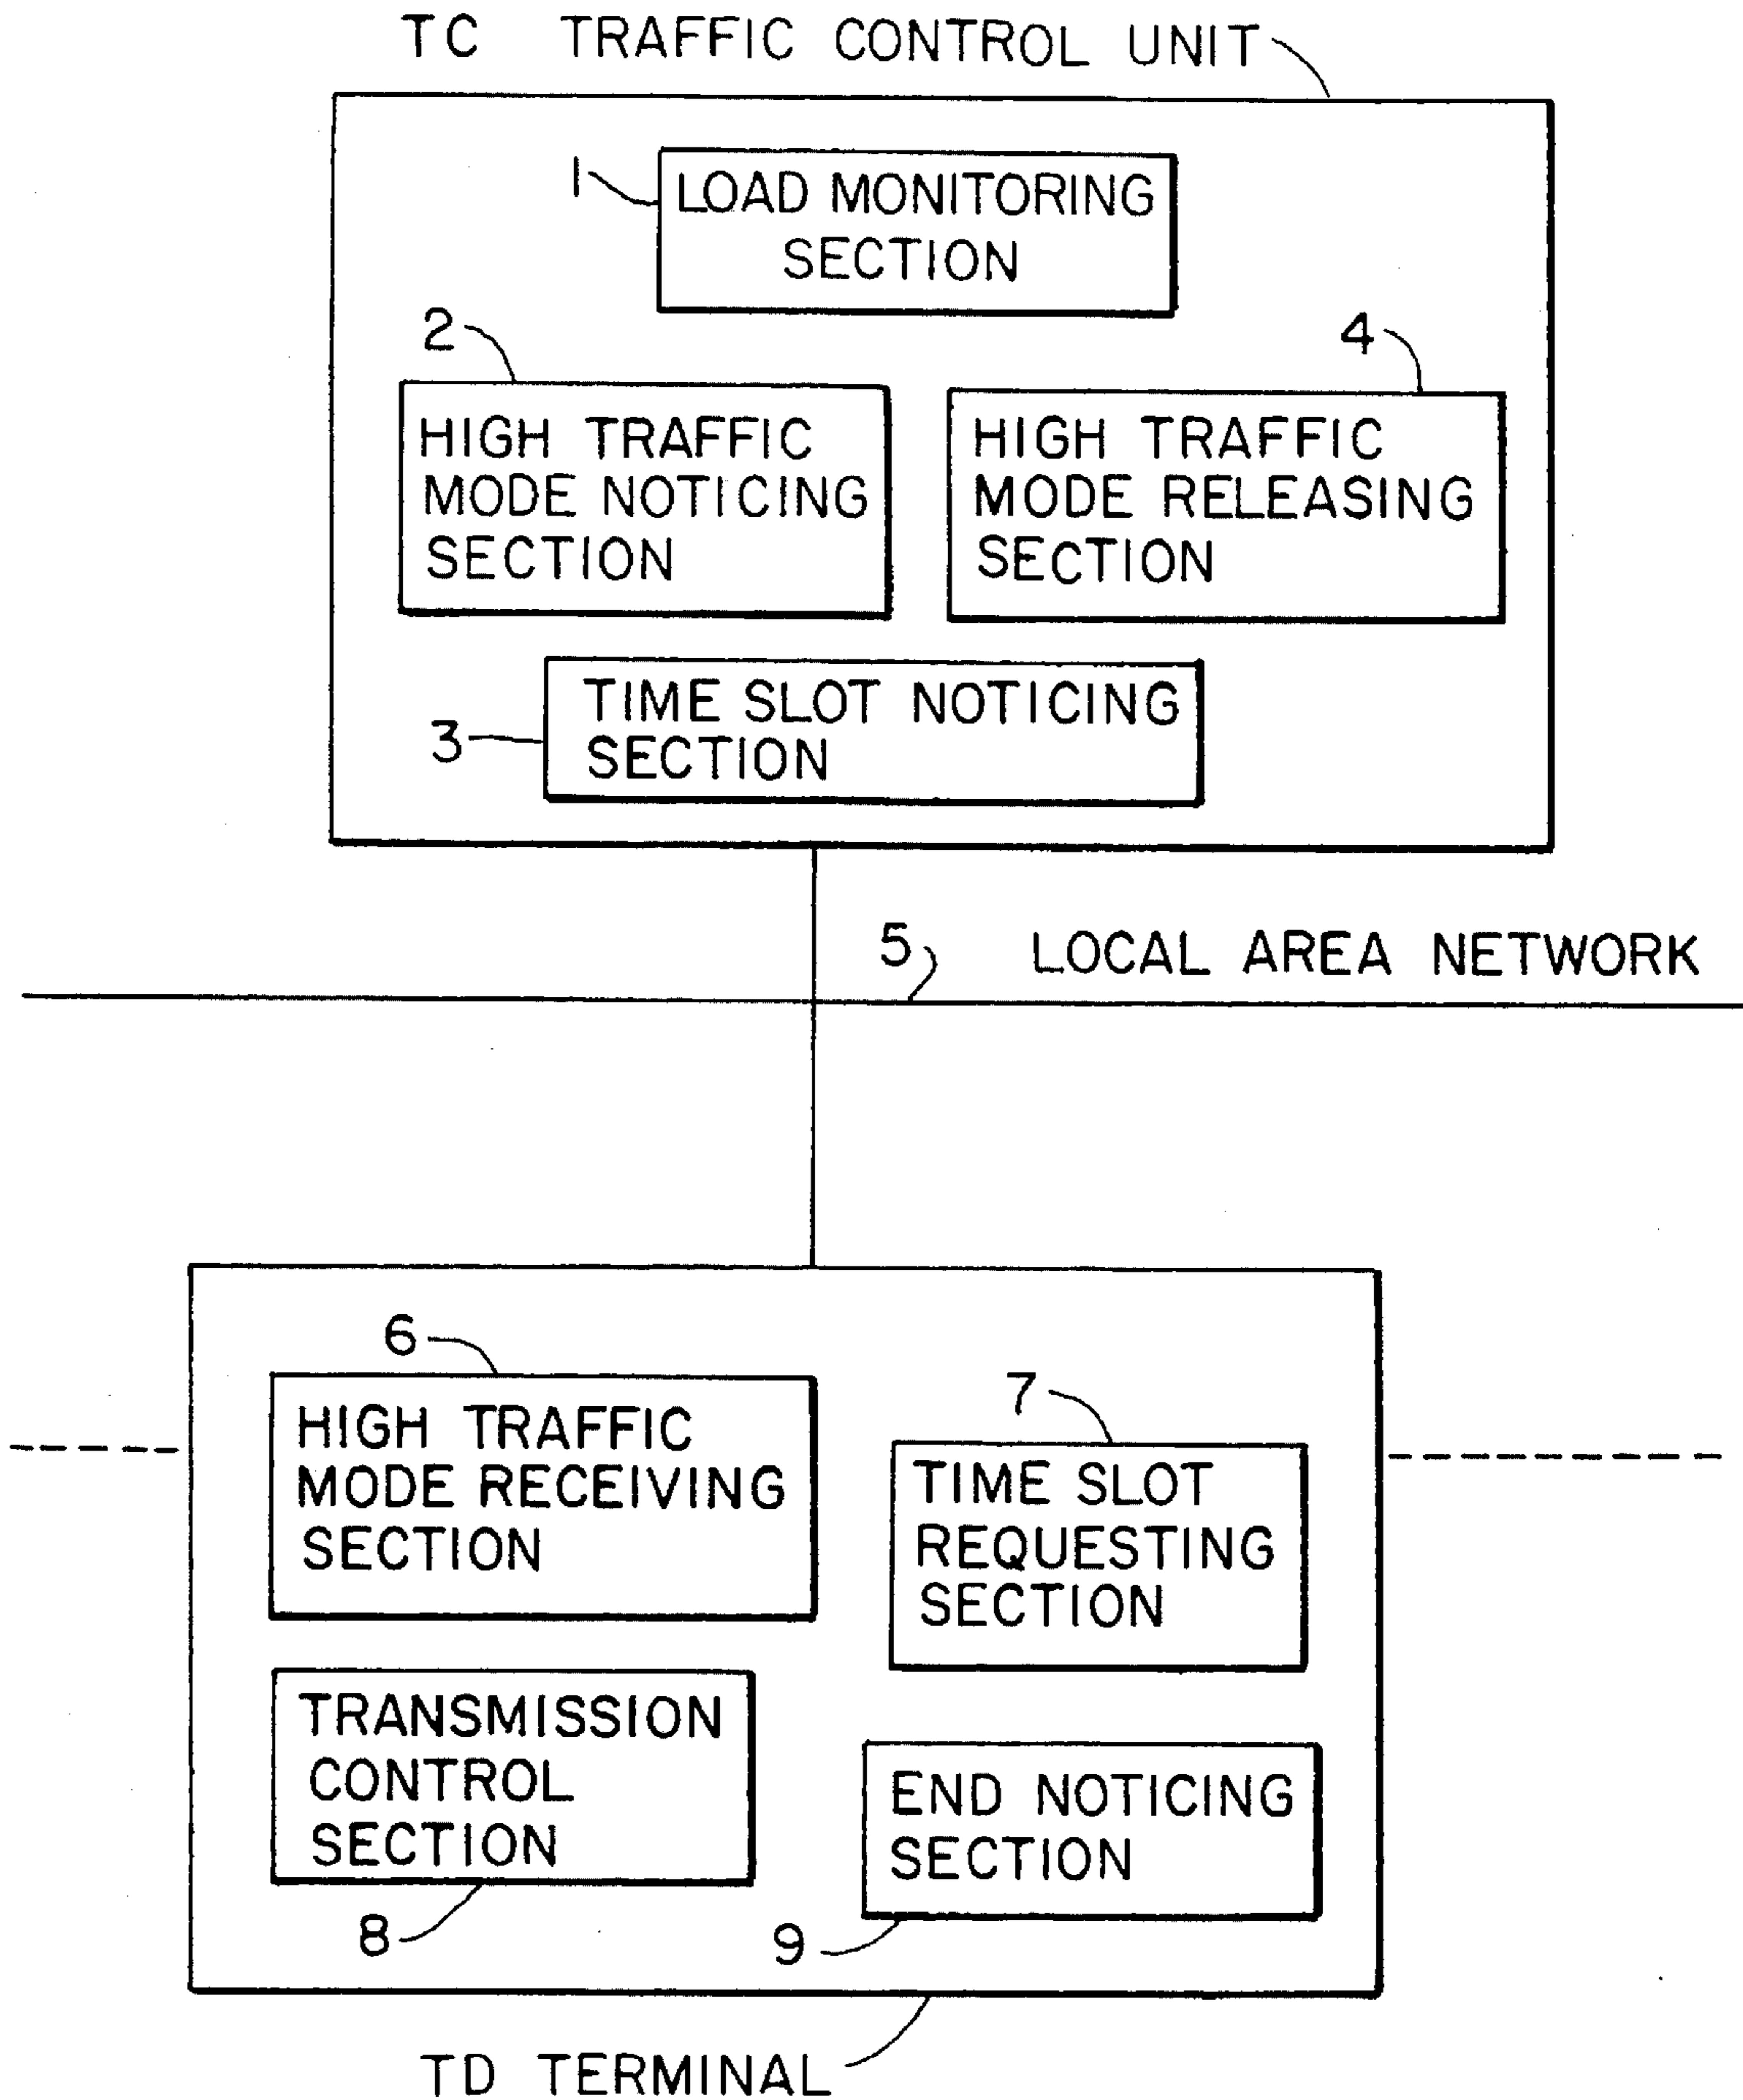 TC TRAFFIC CONTROL UNIT
1
LOAD MONITORING
SECTION
2
HIGH TRAFFIC
MODE NOTICING
SECTION
4
HIGH TRAFFIC
MODE RELEASING
SECTION
3
TIME SLOT NOTICING
SECTION
5
LOCAL AREA NETWORK
6
HIGH TRAFFIC
MODE RECEIVING
SECTION
7
TIME SLOT
REQUESTING
SECTION
TRANSMISSION
CONTROL
SECTION
8
END NOTICING
SECTION
9
TD TERMINAL